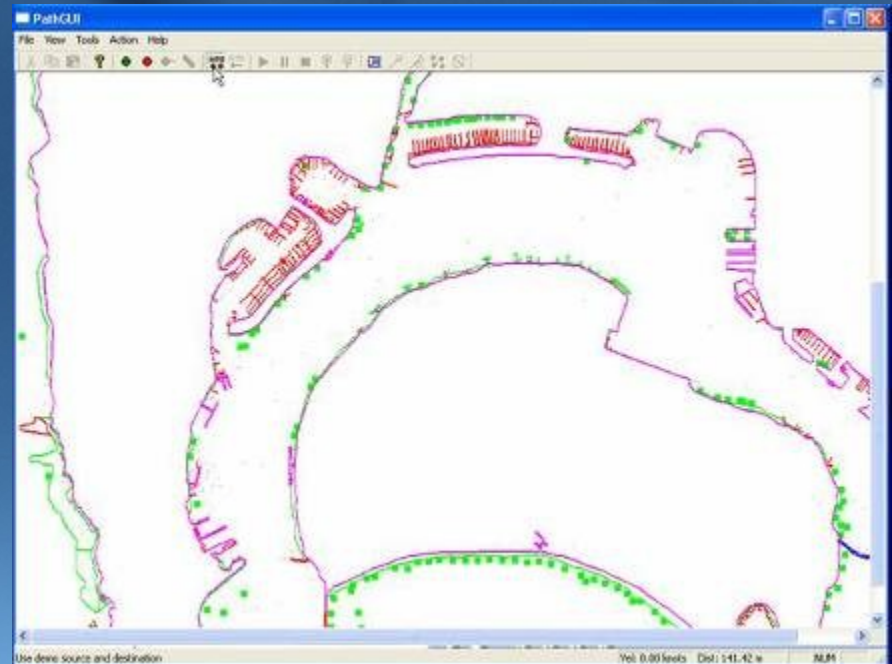 PathGUI
File View Tools Action Help
Use demo source and destination
Vel: 0.00 knots Dist: 141.42 m NUM